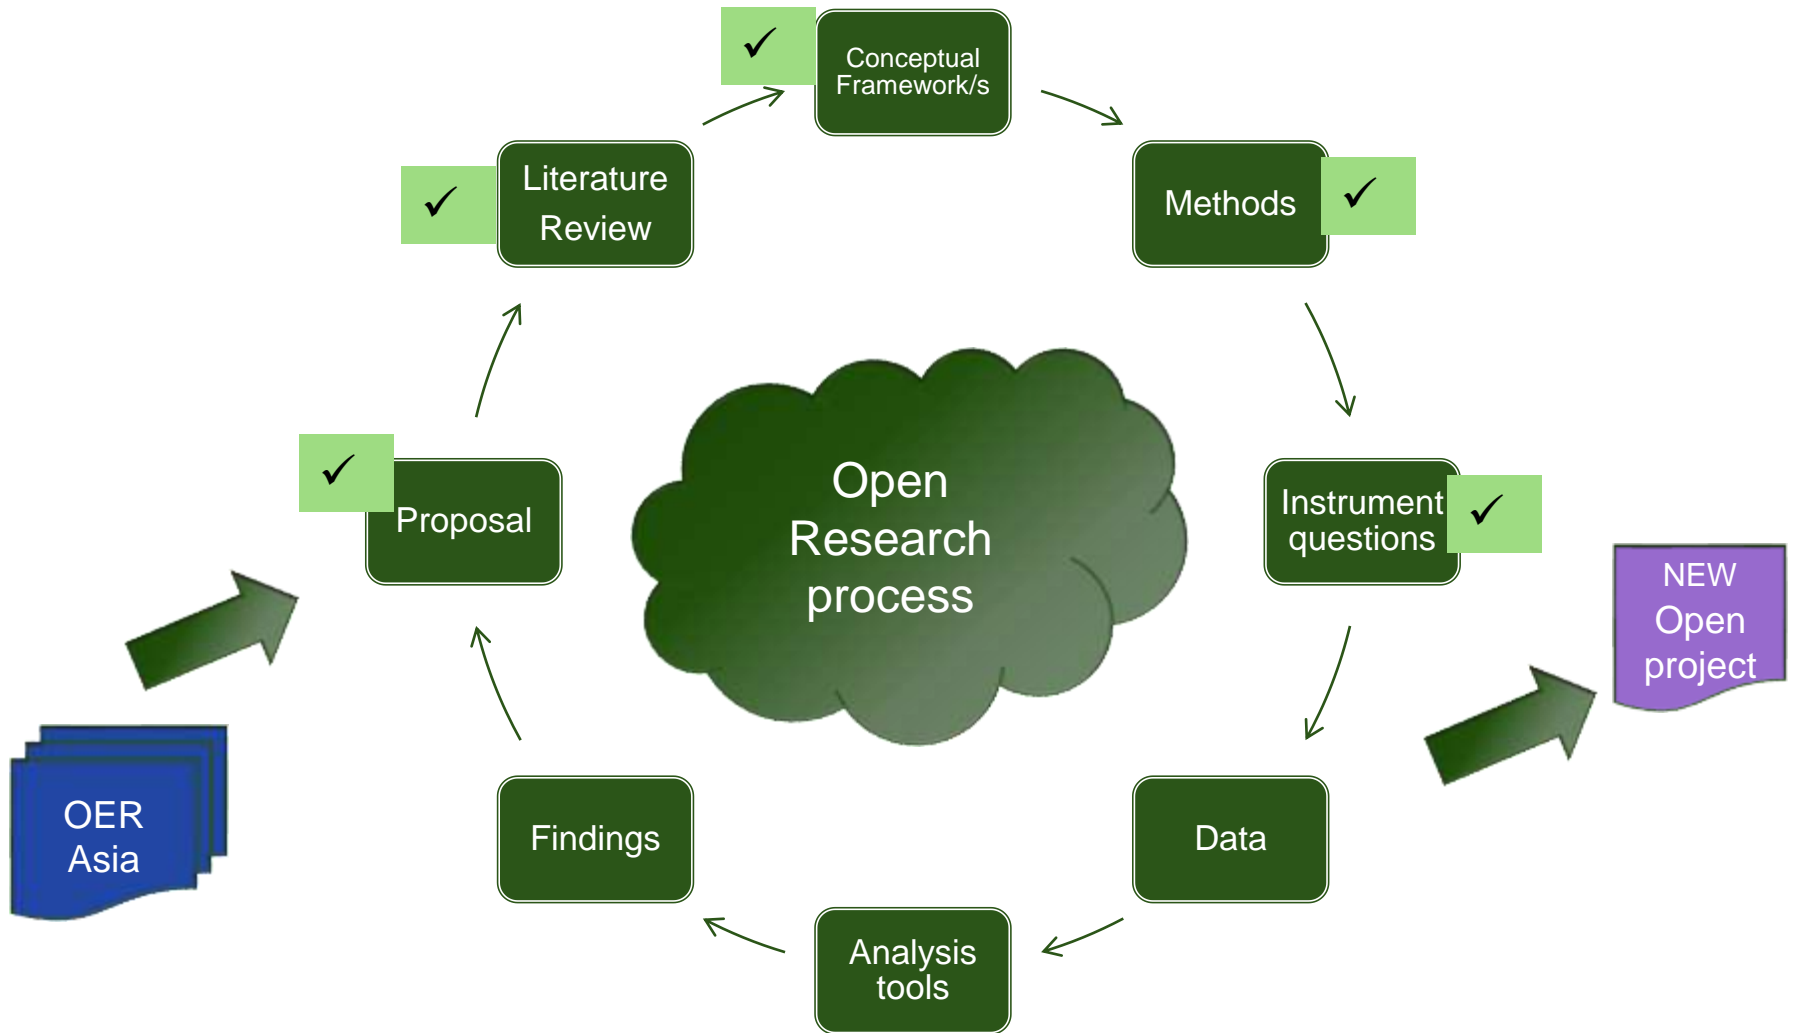 ✓
Conceptual
Framework/s
✓
Literature
Review
Methods
✓
✓
Proposal
Open
Research
process
Instrument
questions
✓
NEW
Open
project
OER
Asia
Findings
Data
Analysis
tools